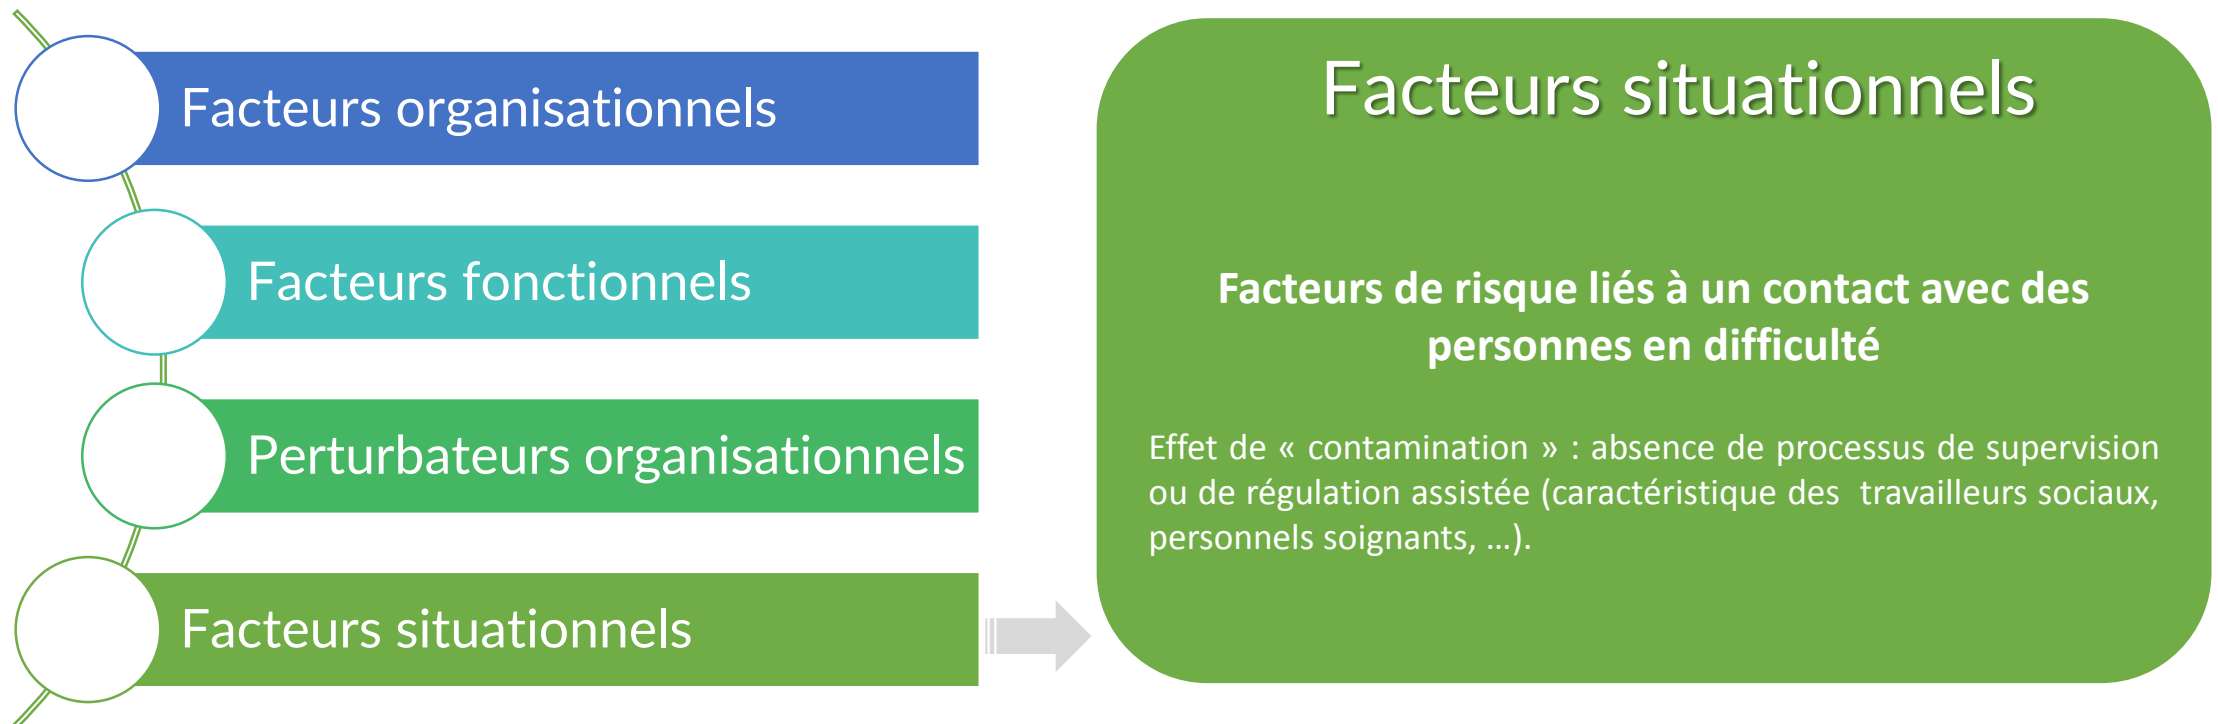 Facteurs organisationnels
Facteurs fonctionnels
Perturbateurs organisationnels
Facteurs situationnels
Facteurs situationnels
Facteurs de risque liés à un contact avec des
personnes en difficulté
Effet de « contamination » : absence de processus de supervision
ou de régulation assistée (caractéristique des travailleurs sociaux,
personnels soignants, ...).